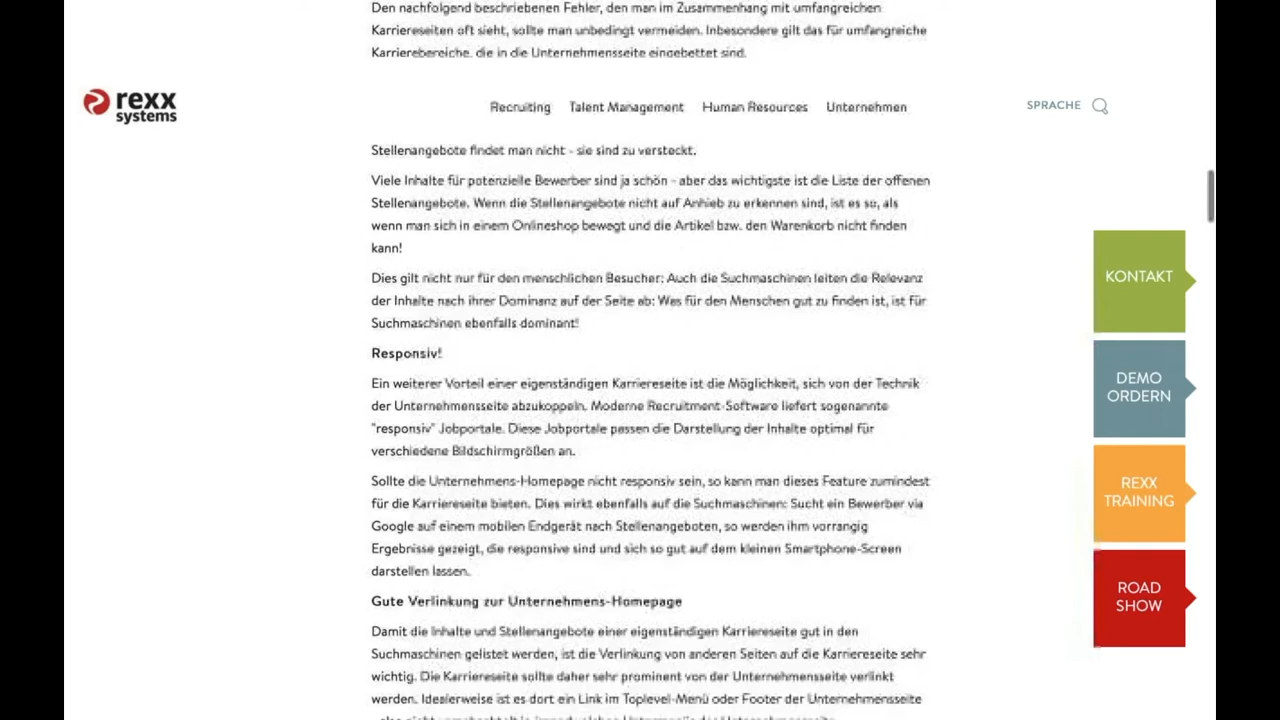 Den nachfolgend beschriebenen Fehler, den man im Zusammenhang mit umfangreichen
Karriereseiten oft sieht, sollte man unbedingt vermeiden. Inbesondere gilt das für umfangreiche
Karrierebereiche, die in die Unternehmensseite eingebettet sind.
rexx
systems
Recruiting Talent Management Human Resources Unternehmen
SPRACHE
Stellenangebote findet man nicht - sie sind zu versteckt.
Viele Inhalte für potenzielle Bewerber sind ja schön - aber das wichtigste ist die Liste der offenen
Stellenangebote. Wenn die Stellenangebote nicht auf Anhieb zu erkennen sind, ist es so, als
wenn man sich in einem Onlineshop bewegt und die Artikel bzw. den Warenkorb nicht finden
kann!
Dies gilt nicht nur für den menschlichen Besucher: Auch die Suchmaschinen leiten die Relevanz
der Inhalte nach ihrer Dominanz auf der Seite ab: Was für den Menschen gut zu finden ist, ist für
Suchmaschinen ebenfalls dominant!
Responsiv!
Ein weiterer Vorteil einer eigenständigen Karriereseite ist die Möglichkeit, sich von der Technik
der Unternehmensseite abzukoppeln. Moderne Recruitment-Software liefert sogenannte
"responsiv" Jobportale. Diese Jobportale passen die Darstellung der Inhalte optimal für
verschiedene Bildschirmgrößen an.
Sollte die Unternehmens-Homepage nicht responsiv sein, so kann man dieses Feature zumindest
für die Karriereseite bieten. Dies wirkt ebenfalls auf die Suchmaschinen: Sucht ein Bewerber via
Google auf einem mobilen Endgerät nach Stellenangeboten, so werden ihm vorrangig
Ergebnisse gezeigt, die responsive sind und sich so gut auf dem kleinen Smartphone-Screen
darstellen lassen.
Gute Verlinkung zur Unternehmens-Homepage
Damit die Inhalte und Stellenangebote einer eigenständigen Karriereseite gut in den
Suchmaschinen gelistet werden, ist die Verlinkung von anderen Seiten auf die Karriereseite sehr
wichtig. Die Karriereseite sollte daher sehr prominent von der Unternehmensseite verlinkt
werden. Idealerweise ist es dort ein Link im Toplevel-Menü oder Footer der Unternehmensseite
KONTAKT
DEMO
ORDERN
REXX
TRAINING
ROAD
SHOW